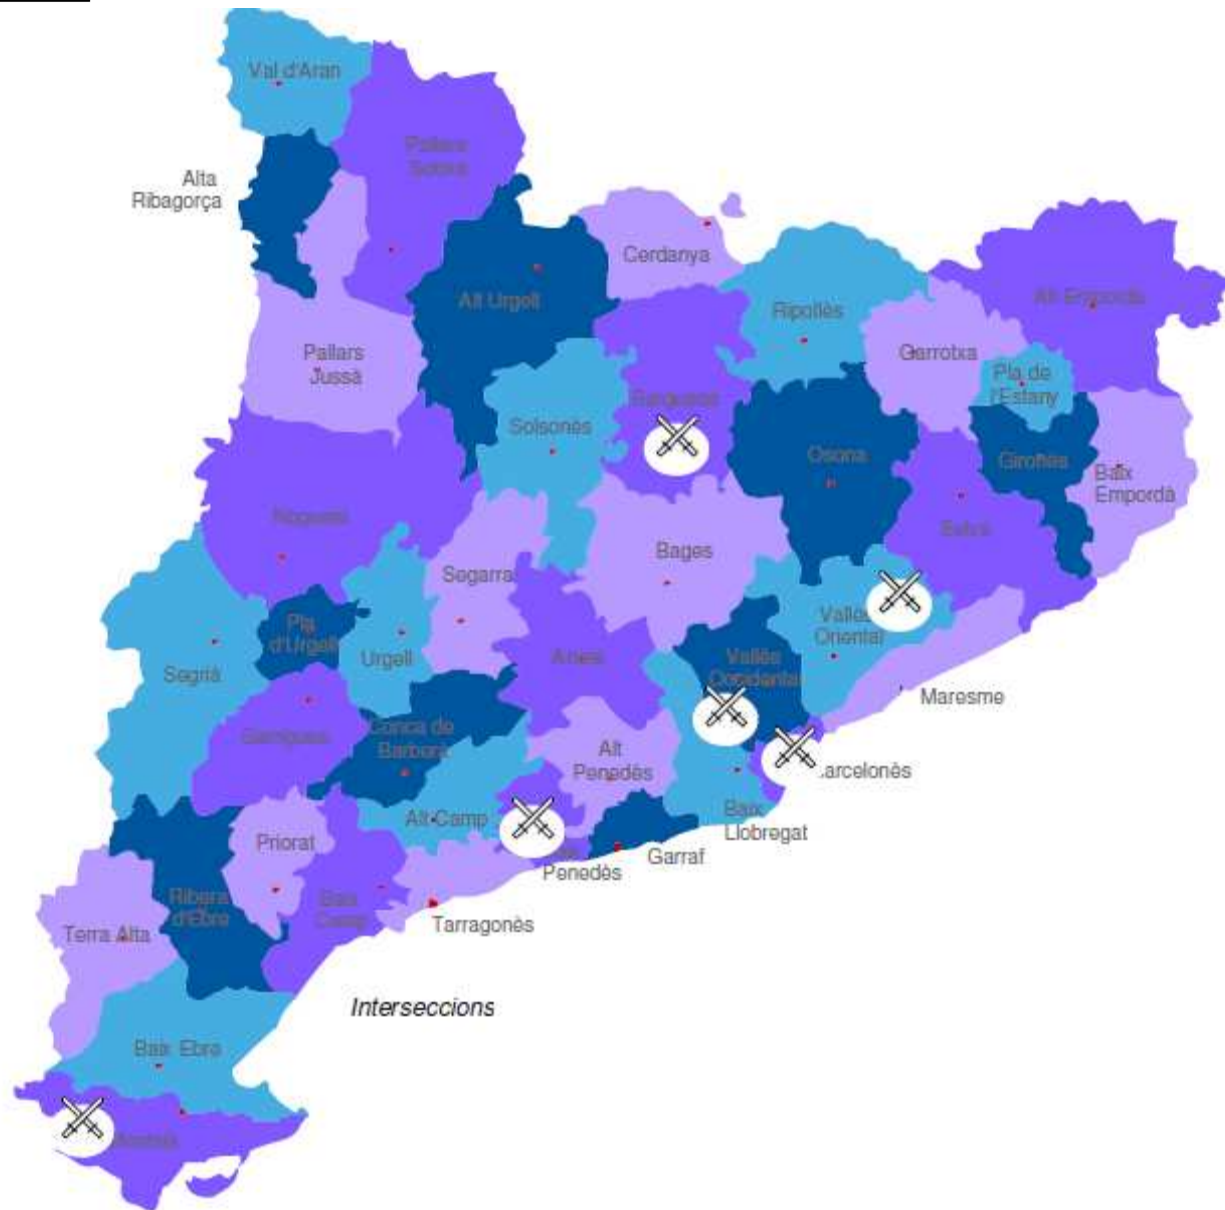 Val d'Aran
Pallars
Sobirà
Alta
Ribagorça
Cerdanya
Alt Urgell
Alt Empordà
Ripollès
Garrotxa
Pallars
Jussà
Pla de
l'Estany
Berguedà
Solsonès
Osona
Gironès
Baix
Empordà
Noguera
Selva
Bages
Segarra
Vallès
Oriental
Pla
d'Urgell
Urgell
Anoia
Vallès
Occidental
Segrià
Maresme
Garrigues
Conca de
Barberà
Alt
Penedès
arcelonès
Alt Camp
Baix
Llobregat
Priorat
Garraf
Penedès
Ribera
d'Ebre
Baix
Camp
Terra Alta
Tarragonès
Interseccions
Baix Ebre